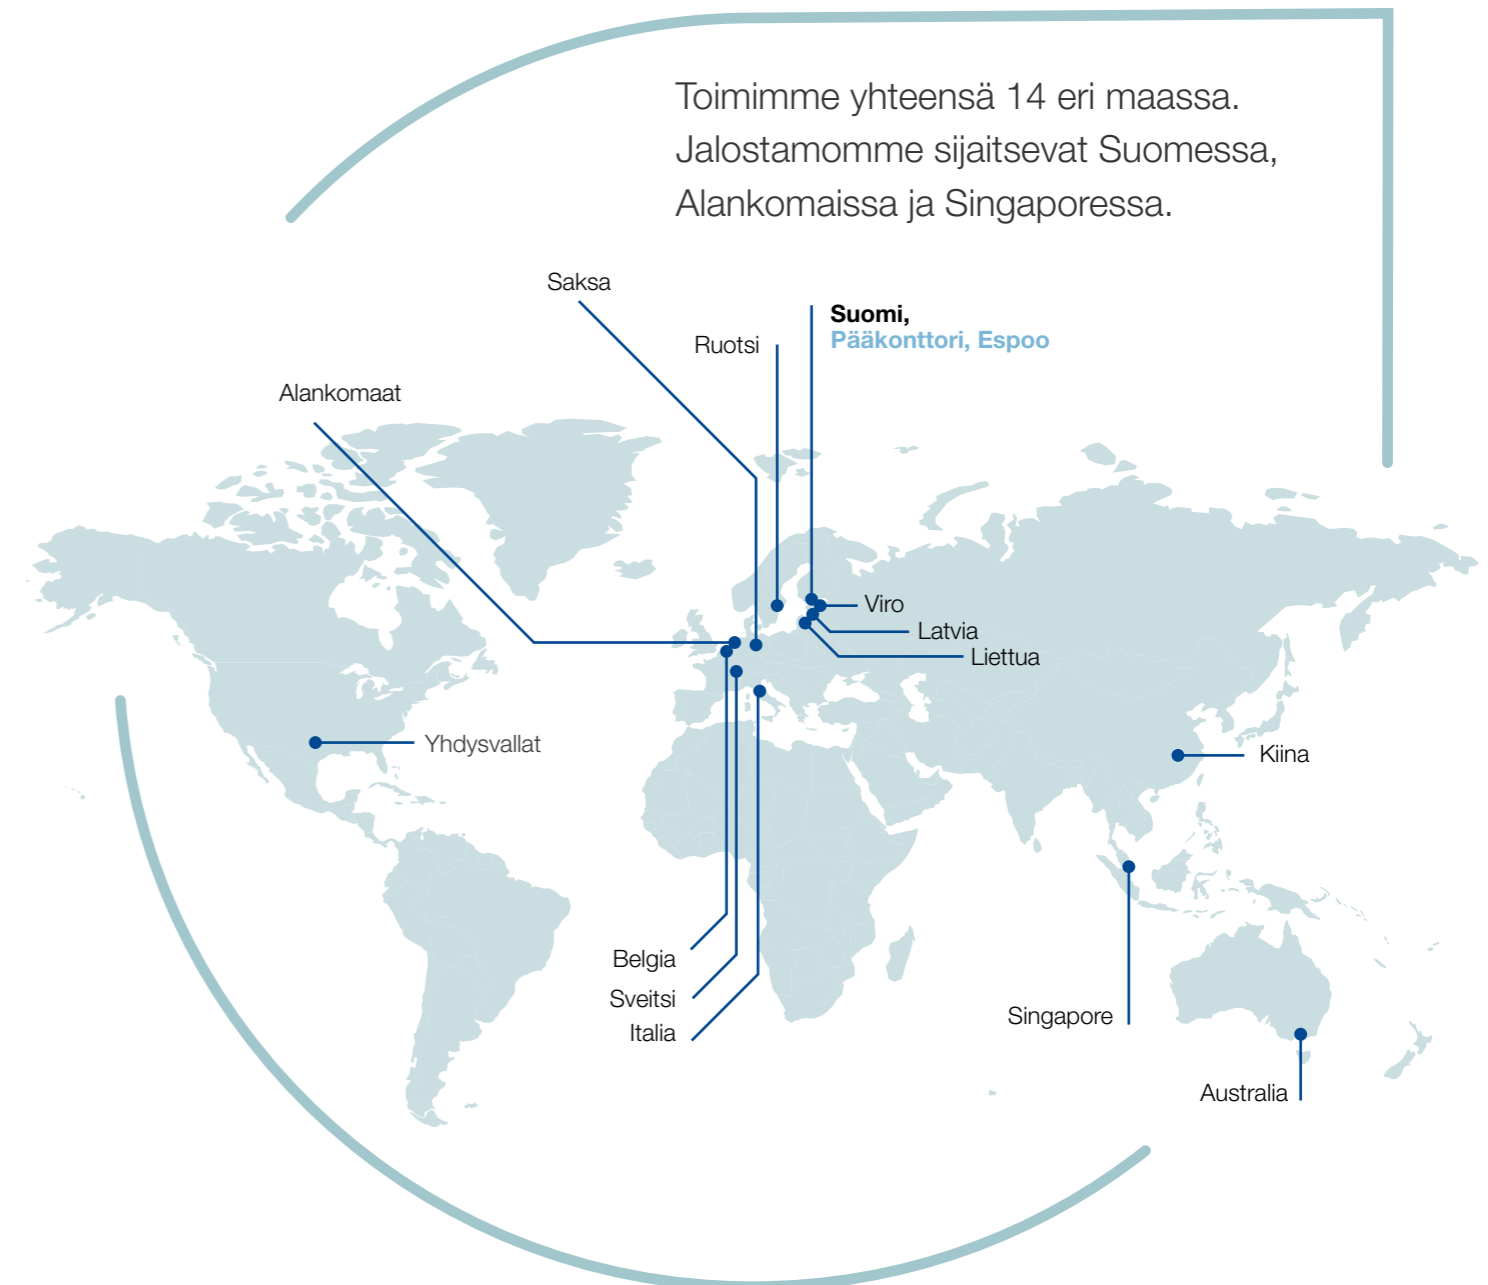 Toimimme yhteensä 14 eri maassa.
Jalostamomme sijaitsevat Suomessa,
Alankomaissa ja Singaporessa.
Saksa
Suomi,
Pääkonttori, Espoo
Ruotsi
Alankomaat
Viro
Latvia
Liettua
Yhdysvallat
Kiina
Belgia
Sveitsi
Italia
Singapore
Australia